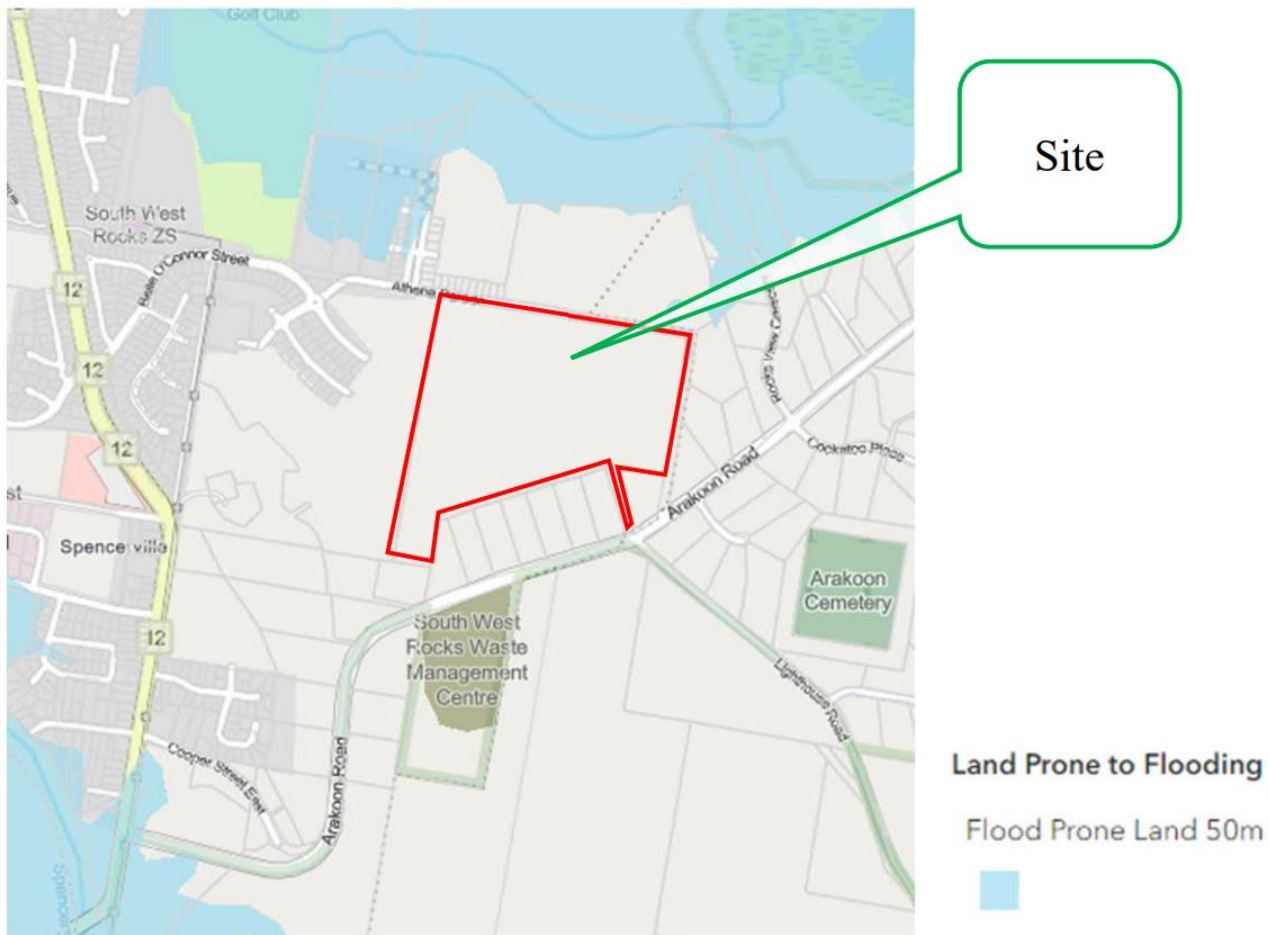 Golf Club
Site
South West
Rocks ZS
Belle O'Connor Street
12
Athena
12
12
Arakoon Road
Cockatoo Place
Spencerville
Arakoon
Cemetery
12
South West
Rocks Waste
Management
Centre
Lighthouse Road
Cooper Street East
Arakoon Road
Land Prone to Flooding
Flood Prone Land 50m